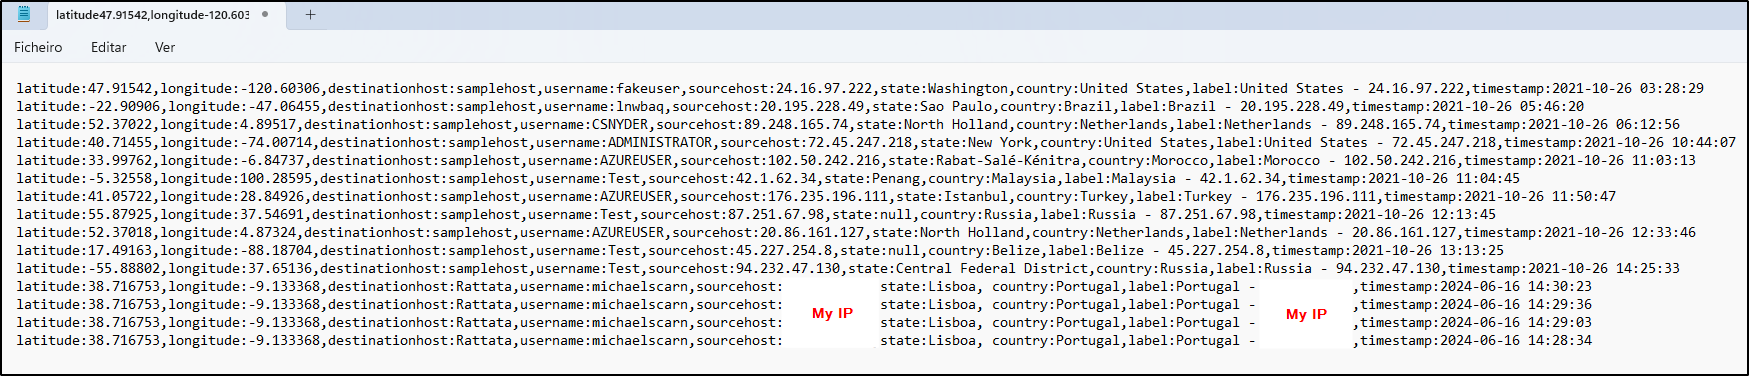 latitude47.91542,longitude-120.603
Ficheiro Editar Ver
latitude:47.91542,longitude:-120.60306,destinationhost:samplehost,username:fakeuser,sourcehost:24.16.97.222,state:Washington,country:United States,label:United States - 24.16.97.222,timestamp:2021-10-26 03:28:29
latitude:-22.90906,longitude:-47.06455,destinationhost:samplehost,username:lnwbaq,sourcehost:20.195.228.49,state:Sao Paulo,country:Brazil,label:Brazil - 20.195.228.49,timestamp:2021-10-26 05:46:20
latitude:52.37022,longitude:4.89517,destinationhost:samplehost,username:CSNYDER,sourcehost:89.248.165.74,state:North Holland,country:Netherlands,label:Netherlands - 89.248.165.74,timestamp:2021-10-26 06:12:56
latitude:40.71455,longitude:-74.00714,destinationhost:samplehost,username:ADMINISTRATOR,sourcehost:72.45.247.218,state:New York,country:United States,label:United States - 72.45.247.218,timestamp:2021-10-26 10:44:07
latitude:33.99762,longitude:-6.84737,destinationhost:samplehost,username:AZUREUSER,sourcehost:102.50.242.216,state:Rabat-Salé-Kénitra,country:Morocco,label:Morocco - 102.50.242.216,timestamp:2021-10-26 11:03:13
latitude:-5.32558,longitude:100.28595,destinationhost:samplehost,username:Test,sourcehost:42.1.62.34,state:Penang,country:Malaysia,label:Malaysia - 42.1.62.34,timestamp:2021-10-26 11:04:45
latitude:41.05722,longitude:28.84926,destinationhost:samplehost,username:AZUREUSER,sourcehost:176.235.196.111,state:Istanbul,country:Turkey,label:Turkey - 176.235.196.111,timestamp:2021-10-26 11:50:47
latitude:55.87925,longitude:37.54691,destinationhost:samplehost,username:Test,sourcehost:87.251.67.98,state:null,country:Russia,label:Russia - 87.251.67.98,timestamp:2021-10-26 12:13:45
latitude:52.37018,longitude:4.87324,destinationhost:samplehost,username:AZUREUSER,sourcehost:20.86.161.127,state:North Holland,country:Netherlands,label:Netherlands - 20.86.161.127,timestamp:2021-10-26 12:33:46
latitude:17.49163,longitude:-88.18704,destinationhost:samplehost,username:Test,sourcehost:45.227.254.8,state:null,country:Belize,label:Belize - 45.227.254.8,timestamp:2021-10-26 13:13:25
latitude:-55.88802,longitude:37.65136,destinationhost:samplehost,username:Test,sourcehost:94.232.47.130,state:Central Federal District,country:Russia,label:Russia - 94.232.47.130,timestamp:2021-10-26 14:25:33
latitude:38.716753,longitude:-9.133368,destinationhost:Rattata,username:michaelscarn,sourcehost: state:Lisboa, country:Portugal,label:Portugal - ,timestamp:2024-06-16 14:30:23
latitude:38.716753,longitude:-9.133368,destinationhost:Rattata,username:michaelscarn,sourcehost: state:Lisboa, country:Portugal,label:Portugal - ,timestamp:2024-06-16 14:29:36
My IP My IP
latitude:38.716753,longitude:-9.133368,destinationhost:Rattata,username:michaelscarn,sourcehost: state:Lisboa, country:Portugal,label:Portugal - ,timestamp:2024-06-16 14:29:03
latitude:38.716753,longitude:-9.133368,destinationhost:Rattata,username:michaelscarn,sourcehost: state:Lisboa, country:Portugal,label:Portugal - ,timestamp:2024-06-16 14:28:34